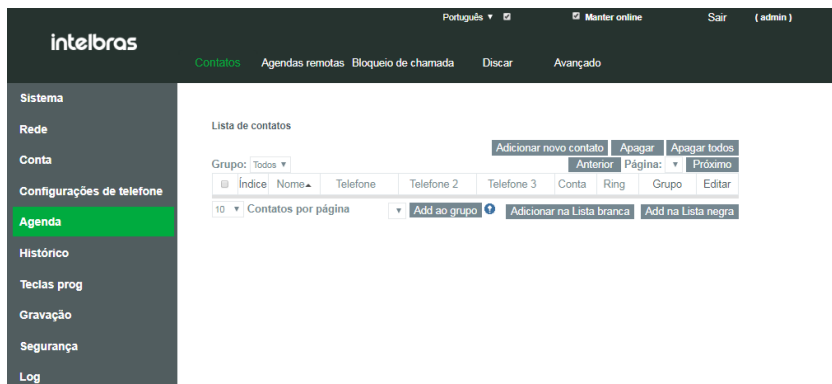 Português Manter online Sair ( admin )
intelbras
Contatos Agendas remotas Bloqueio de chamada Discar Avançado
Sistema
Rede
Conta
Configurações de telefone
Agenda
Histórico
Teclas prog
Gravação
Segurança
Log
Lista de contatos
Adicionar novo contato Apagar Apagar todos
Grupo: Todos Anterior Página: Próximo
Índice Nome Telefone Telefone 2 Telefone 3 Conta Ring Grupo Editar
10 Contatos por página Add ao grupo ? Adicionar na Lista branca Add na Lista negra